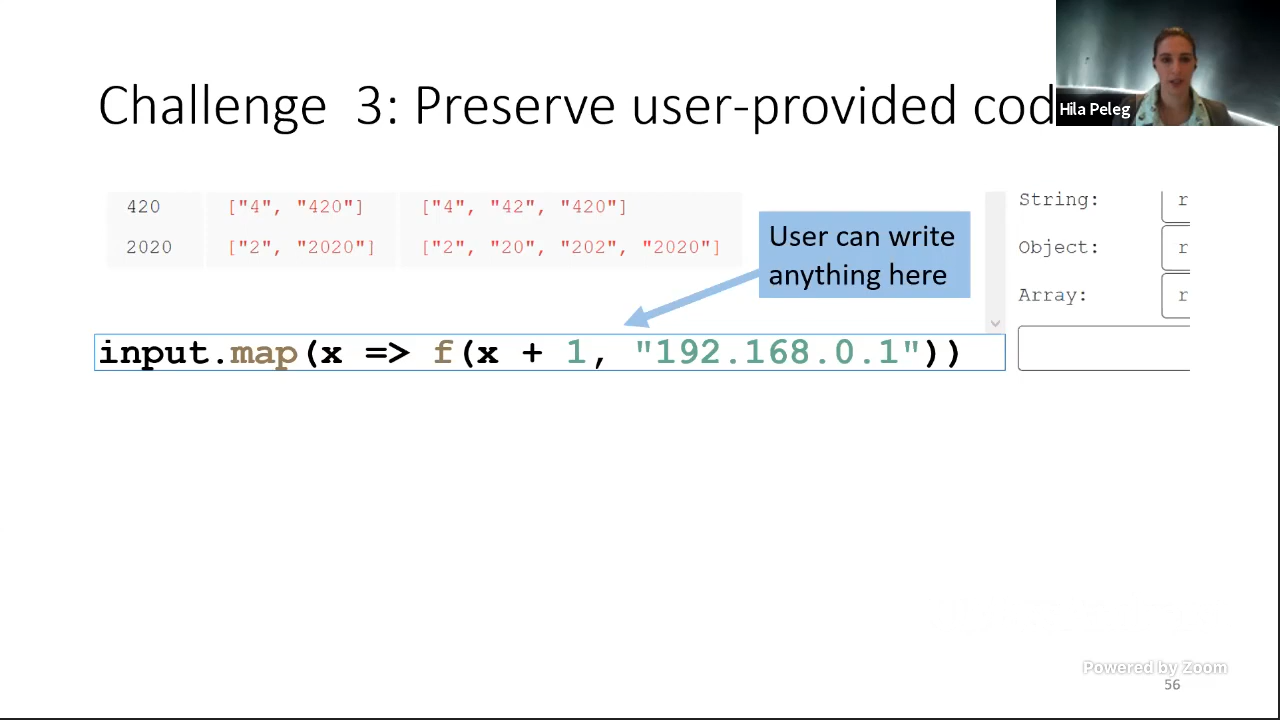 Challenge 3: Preserve user-provided cod
Hila Peleg
420 ["4", "420"] ["4", "42", "420"]
2020 ["2", "2020"] ["2", "20", "202", "2020"]
String: r
Object: r
Array: r
User can write
anything here
input.map(x => f(x + 1, "192.168.0.1"))
Powered by Zoom
56